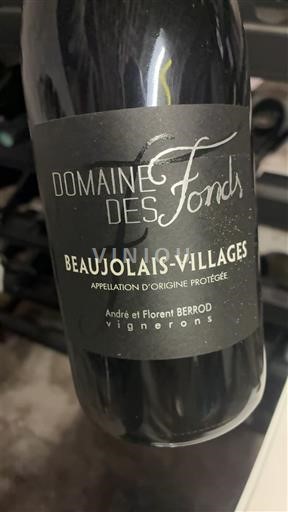 DOMAINE
DES Fonds
VINIOU
BEAUJOLAIS-VILLAGES
APPELLATION D'ORIGINE PROTÉGÉE
André et Florent BERROD
vignerons